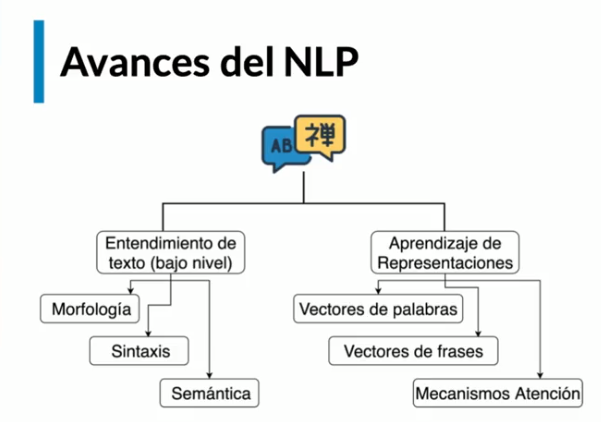 Avances del NLP
AB 禅
Entendimiento de
texto (bajo nivel)
Aprendizaje de
Representaciones
Morfología
Sintaxis
Semántica
Vectores de palabras
Vectores de frases
Mecanismos Atención